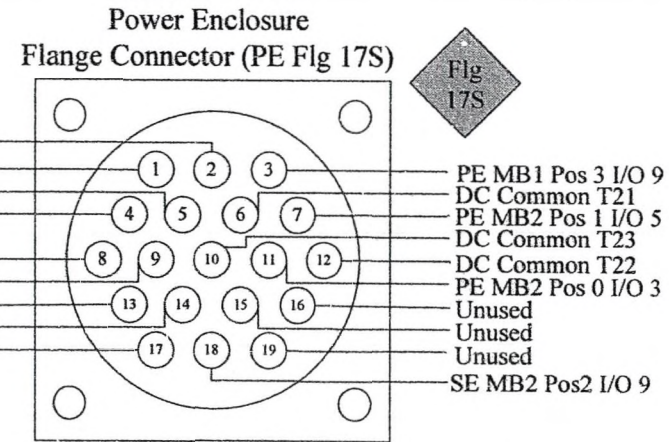 Power Enclosure
Flange Connector (PE Flg 17S)
Flg
17S
1 2 3
4 5 6 7
8 9 10 11 12
13 14 15 16
17 18 19
PE MB1 Pos 3 I/O 9
DC Common T21
PE MB2 Pos 1 I/O 5
DC Common T23
DC Common T22
PE MB2 Pos 0 I/O 3
Unused
Unused
Unused
SE MB2 Pos2 I/O 9